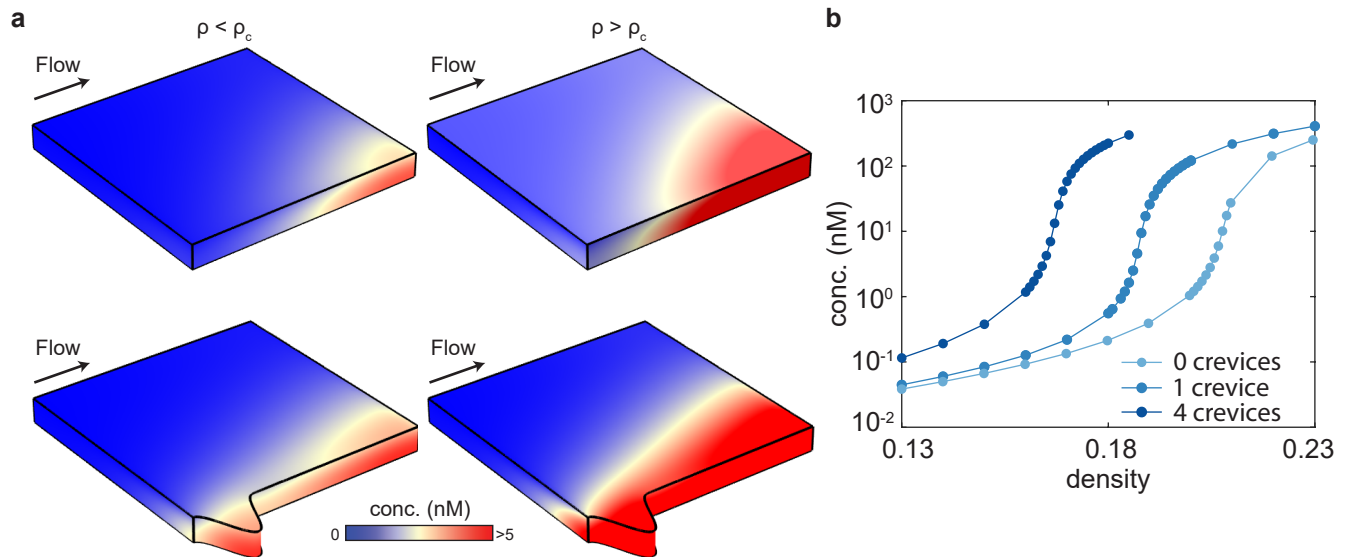 a
ρ < ρc
ρ > ρc
Flow
Flow
Flow
Flow
conc. (nM)
0
>5
b
conc. (nM)
10³
10²
10¹
10⁰
10⁻¹
10⁻²
0 crevices
1 crevice
4 crevices
0.13
0.18
0.23
density